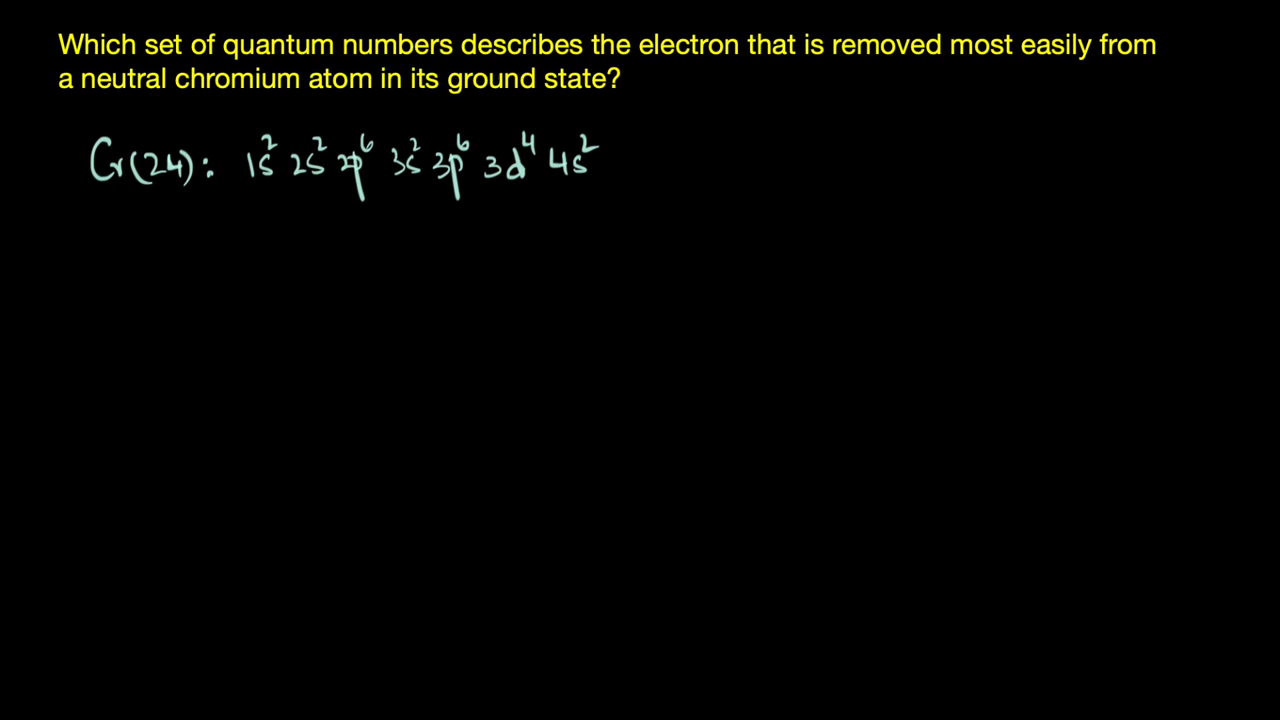 Which set of quantum numbers describes the electron that is removed most easily from
a neutral chromium atom in its ground state?
Cr(24): 1s² 2s² 2p⁶ 3s² 3p⁶ 3d⁴ 4s²